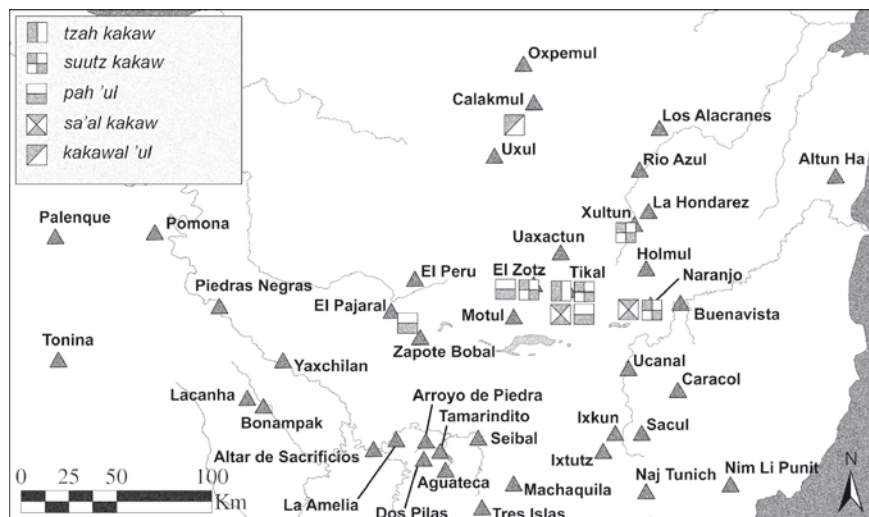 tzah kakaw
suutz kakaw
pah 'ul
sa'al kakaw
kakawal 'ul
Oxpemul
Calakmul
Uxul
Los Alacranes
Rio Azul
Altun Ha
La Hondarez
Xultun
Palenque
Pomona
Uaxactun
Holmul
El Peru
El Zotz
Tikal
Naranjo
Piedras Negras
El Pajaral
Motul
Buenavista
Zapote Bobal
Tonina
Yaxchilan
Ucanal
Caracol
Lacanha
Bonampak
Arroyo de Piedra
Tamarindito
Ixkun
Sacul
Altar de Sacrificios
Seibal
Ixtutz
Aguateca
Naj Tunich
Nim Li Punit
N
0 25 50 100
Km
La Amelia
Dos Pilas
Machaquila
Tres Islas